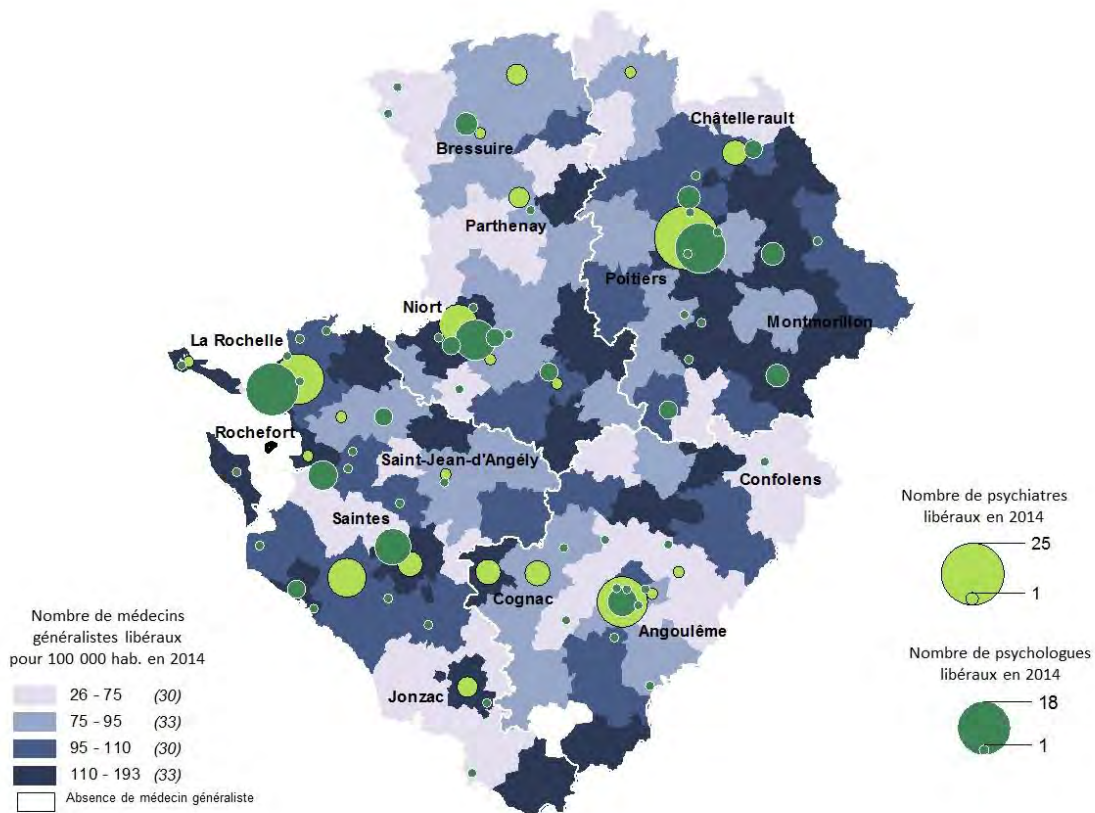 Châtellerault
Bressuire
Parthenay
Poitiers
Niort
Montmorillon
La Rochelle
Rochefort
Saint-Jean-d'Angély
Confolens
Saintes
Cognac
Angoulême
Jonzac
Nombre de médecins
généralistes libéraux
pour 100 000 hab. en 2014
26 - 75 (30)
75 - 95 (33)
95 - 110 (30)
110 - 193 (33)
Absence de médecin généraliste
Nombre de psychiatres
libéraux en 2014
25
1
Nombre de psychologues
libéraux en 2014
18
1